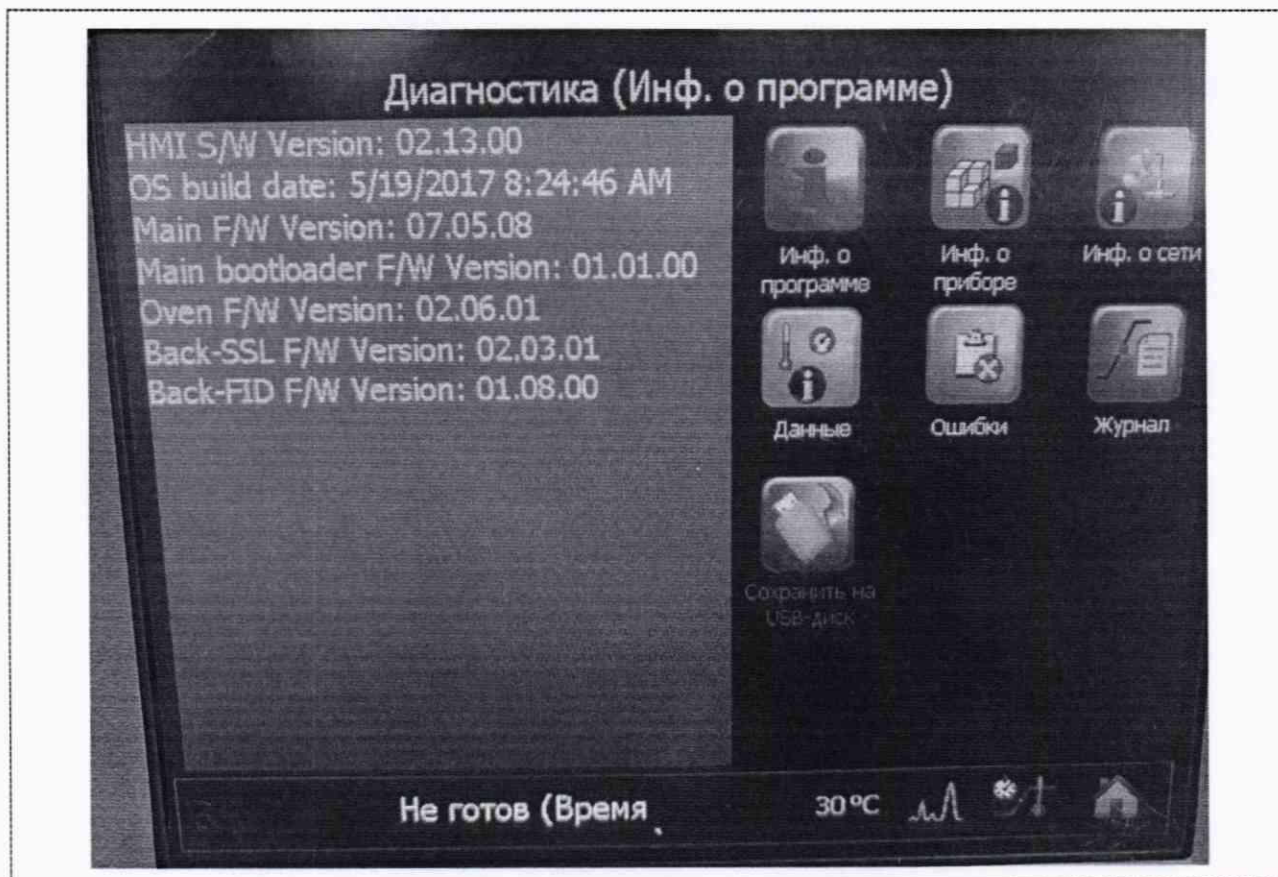 Диагностика (Инф. о программе)
HMI S/W Version: 02.13.00
OS build date: 5/19/2017 8:24:46 AM
Main F/W Version: 07.05.08
Main bootloader F/W Version: 01.01.00
Oven F/W Version: 02.06.01
Back-SSL F/W Version: 02.03.01
Back-FID F/W Version: 01.08.00
Инф. о
программе
Инф. о
приборе
Инф. о сети
Данные
Ошибки
Журнал
Сохранить на
USB-диск
Не готов (Время
30 °C